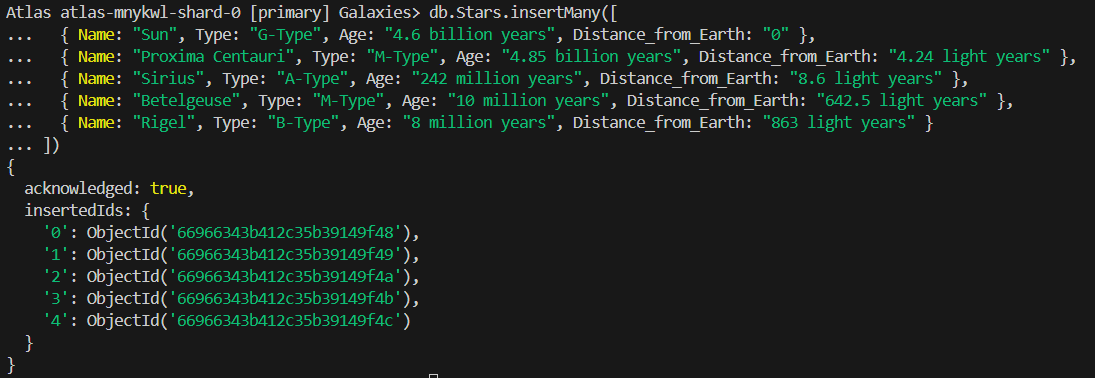 Atlas atlas-mnykwl-shard-0 [primary] Galaxies> db.Stars.insertMany([
...   { Name: "Sun", Type: "G-Type", Age: "4.6 billion years", Distance_from_Earth: "0" },
...   { Name: "Proxima Centauri", Type: "M-Type", Age: "4.85 billion years", Distance_from_Earth: "4.24 light years" },
...   { Name: "Sirius", Type: "A-Type", Age: "242 million years", Distance_from_Earth: "8.6 light years" },
...   { Name: "Betelgeuse", Type: "M-Type", Age: "10 million years", Distance_from_Earth: "642.5 light years" },
...   { Name: "Rigel", Type: "B-Type", Age: "8 million years", Distance_from_Earth: "863 light years" }
... ])
{
  acknowledged: true,
  insertedIds: {
    '0': ObjectId('66966343b412c35b39149f48'),
    '1': ObjectId('66966343b412c35b39149f49'),
    '2': ObjectId('66966343b412c35b39149f4a'),
    '3': ObjectId('66966343b412c35b39149f4b'),
    '4': ObjectId('66966343b412c35b39149f4c')
  }
}